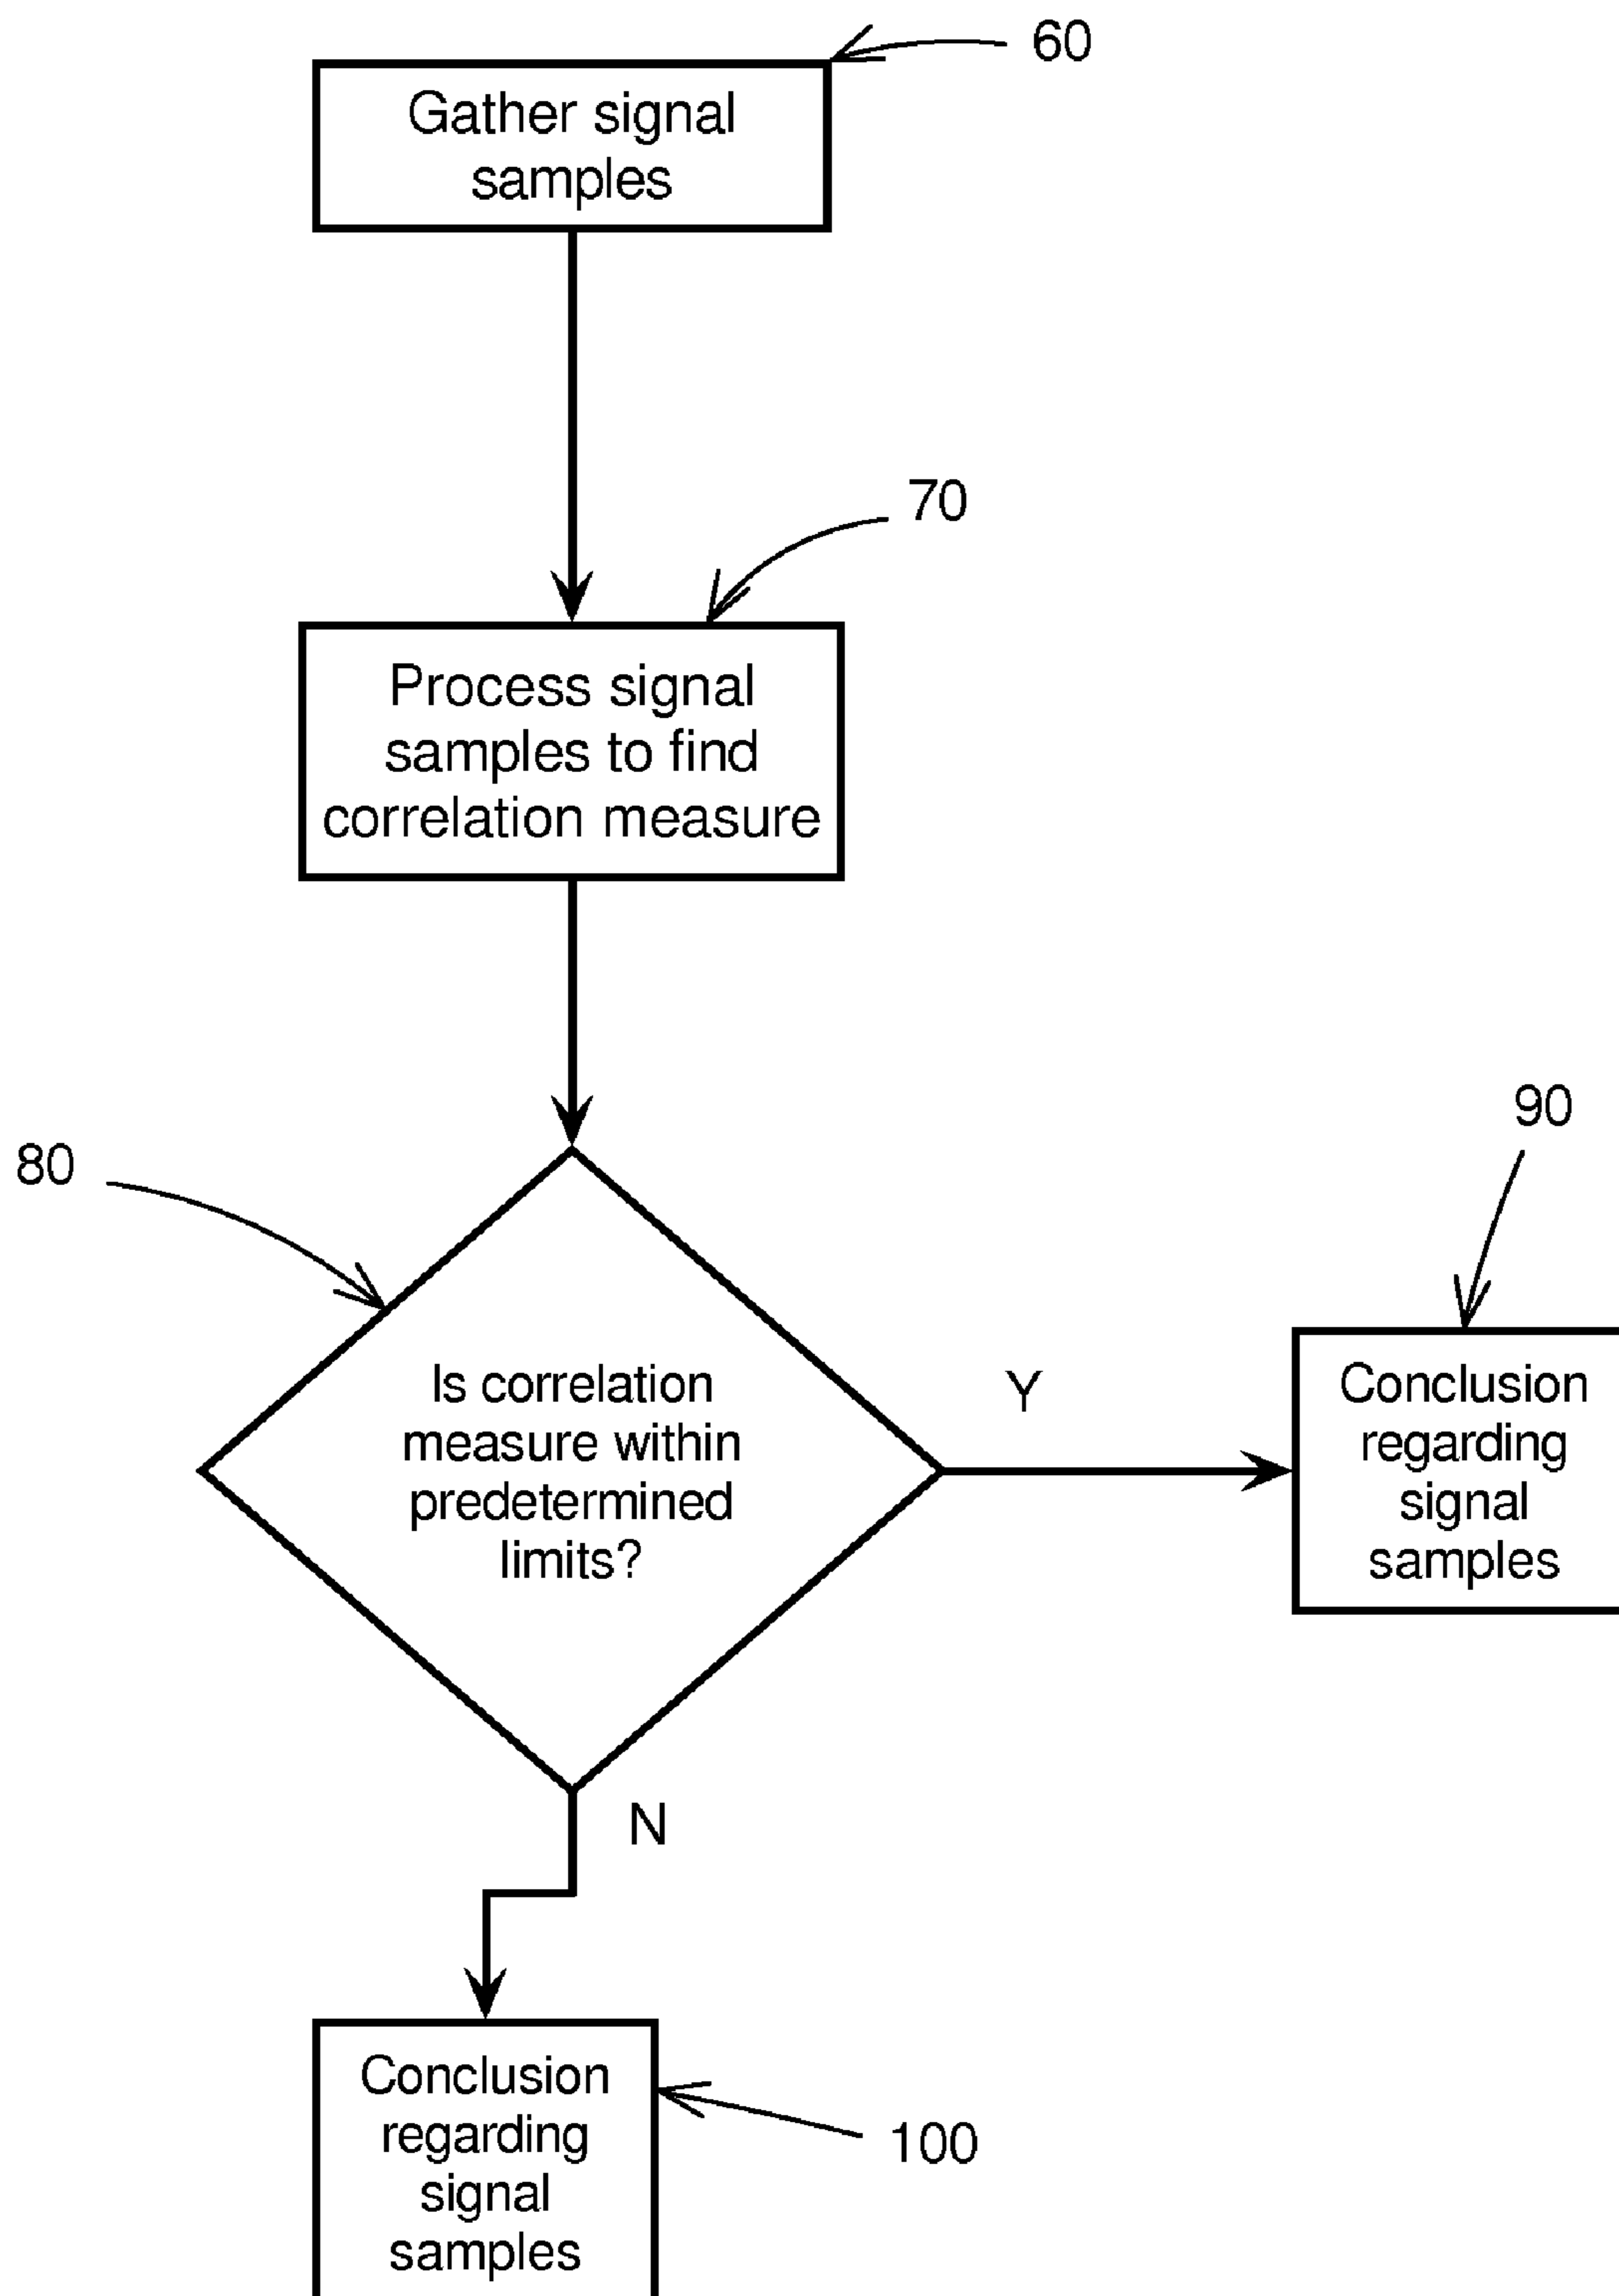 60
Gather signal
samples
70
Process signal
samples to find
correlation measure
80
90
Is correlation
measure within
predetermined
limits?
Y
Conclusion
regarding
signal
samples
N
Conclusion
regarding
signal
samples
100